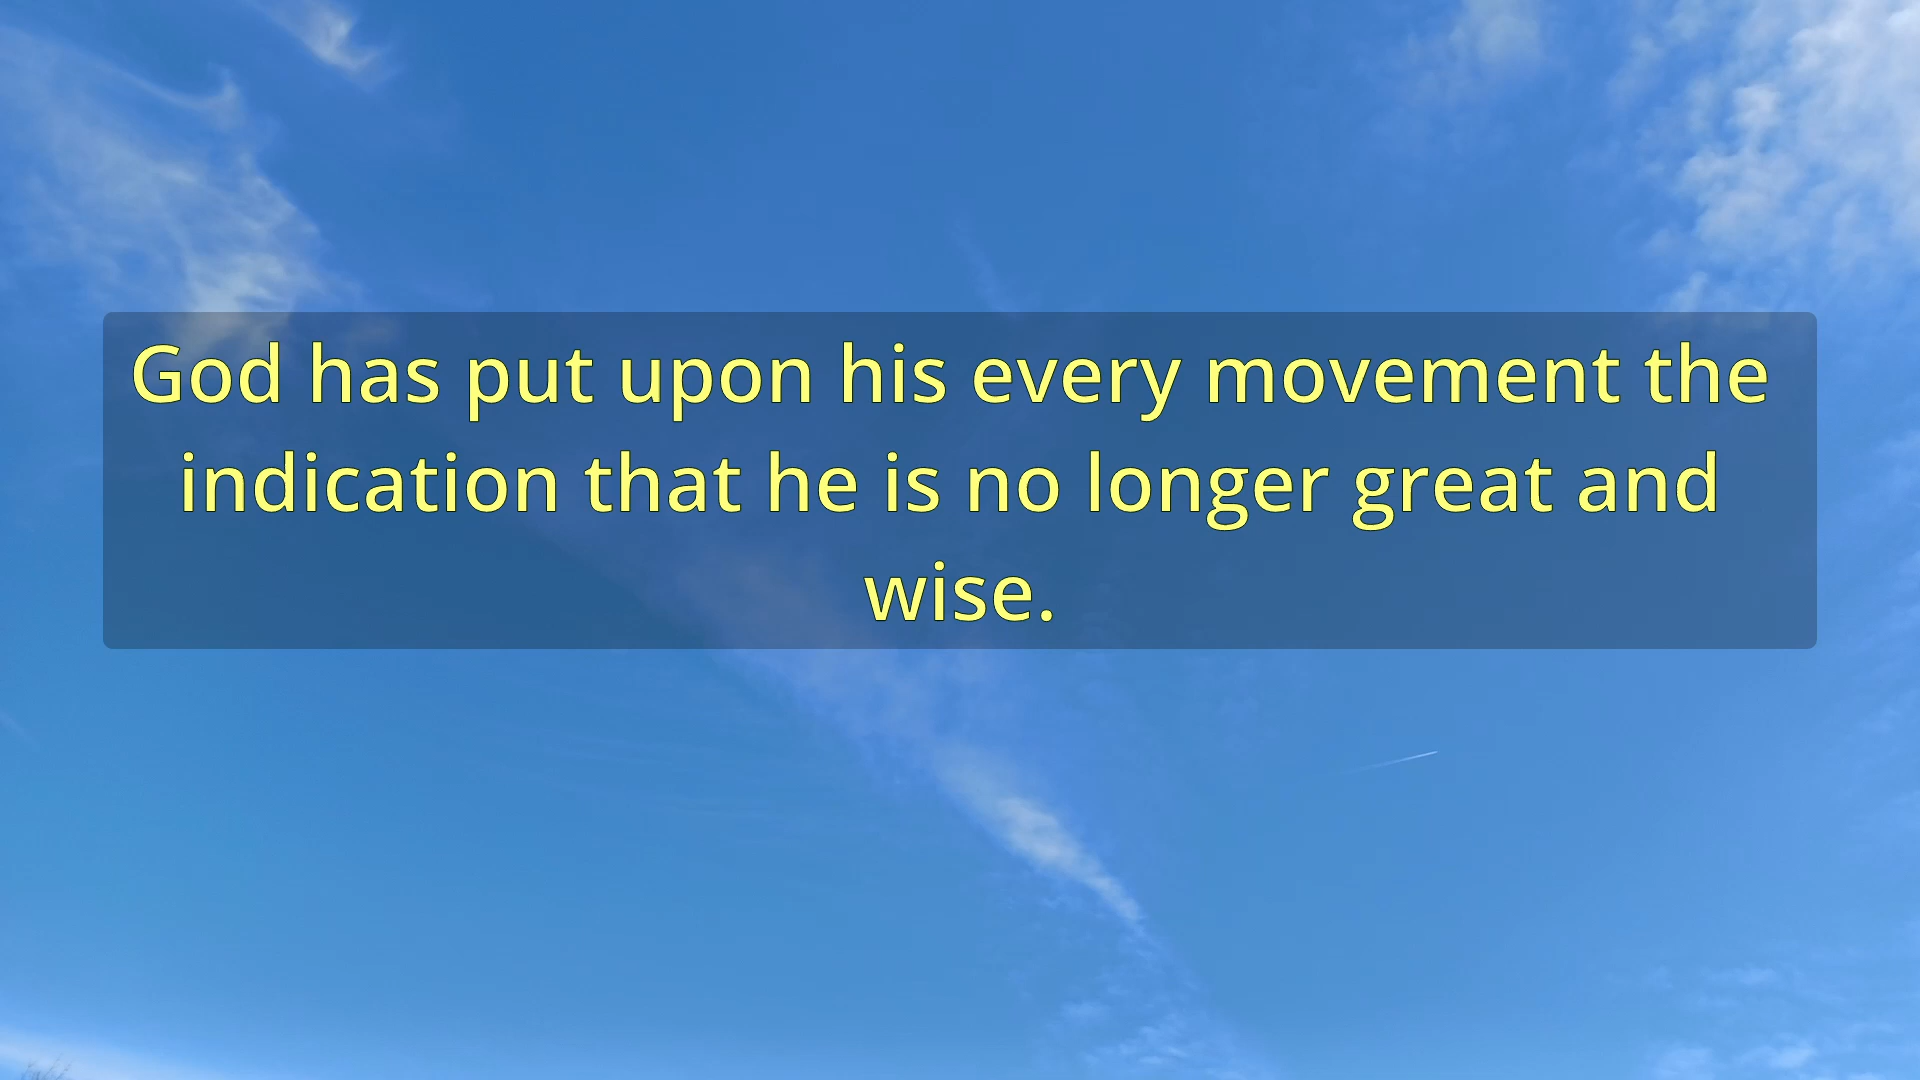 God has put upon his every movement the
indication that he is no longer great and
wise.